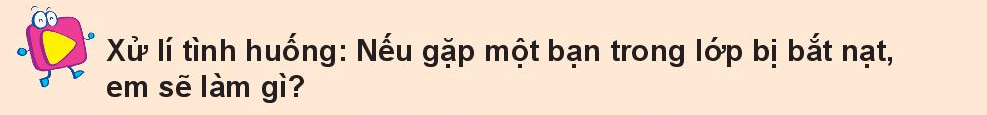 Xử lí tình huống: Nếu gặp một bạn trong lớp bị bắt nạt,
em sẽ làm gì?